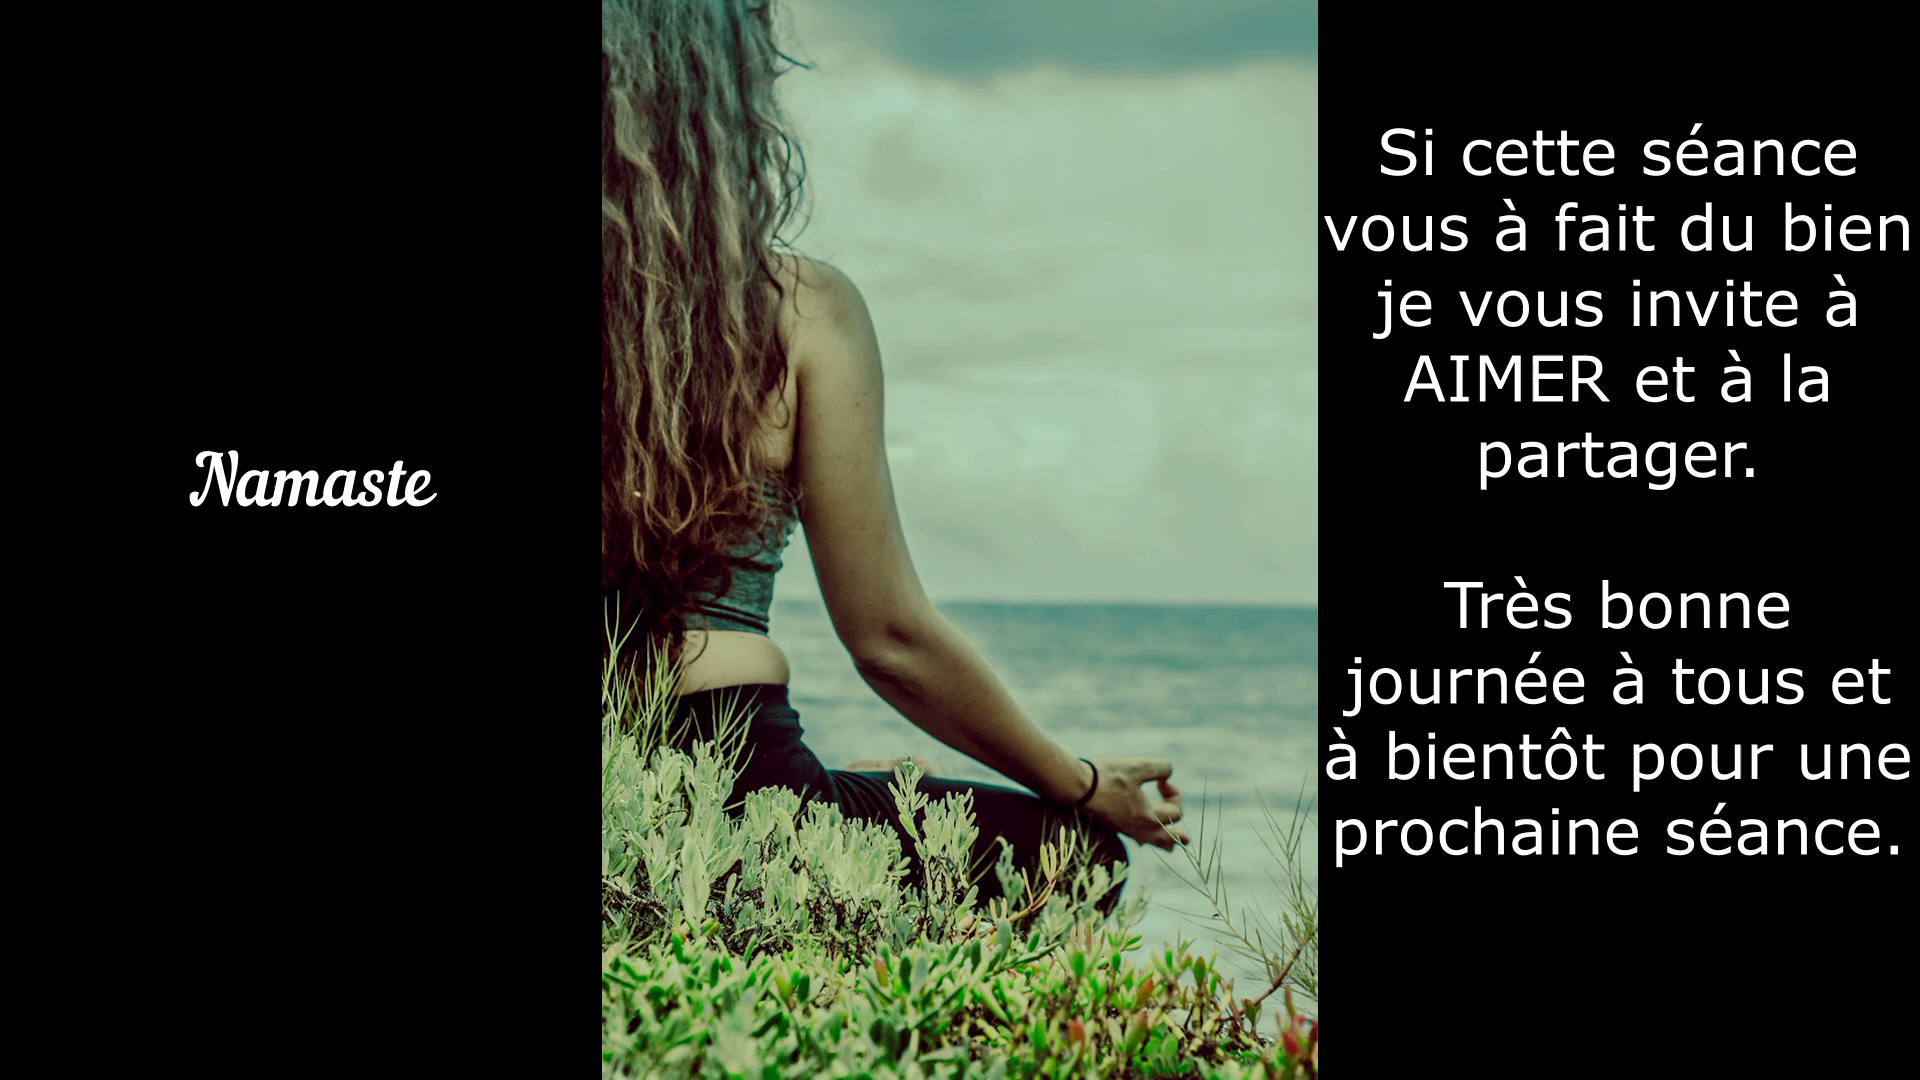 Namaste
Si cette séance
vous à fait du bien
je vous invite à
AIMER et à la
partager.
Très bonne
journée à tous et
à bientôt pour une
prochaine séance.